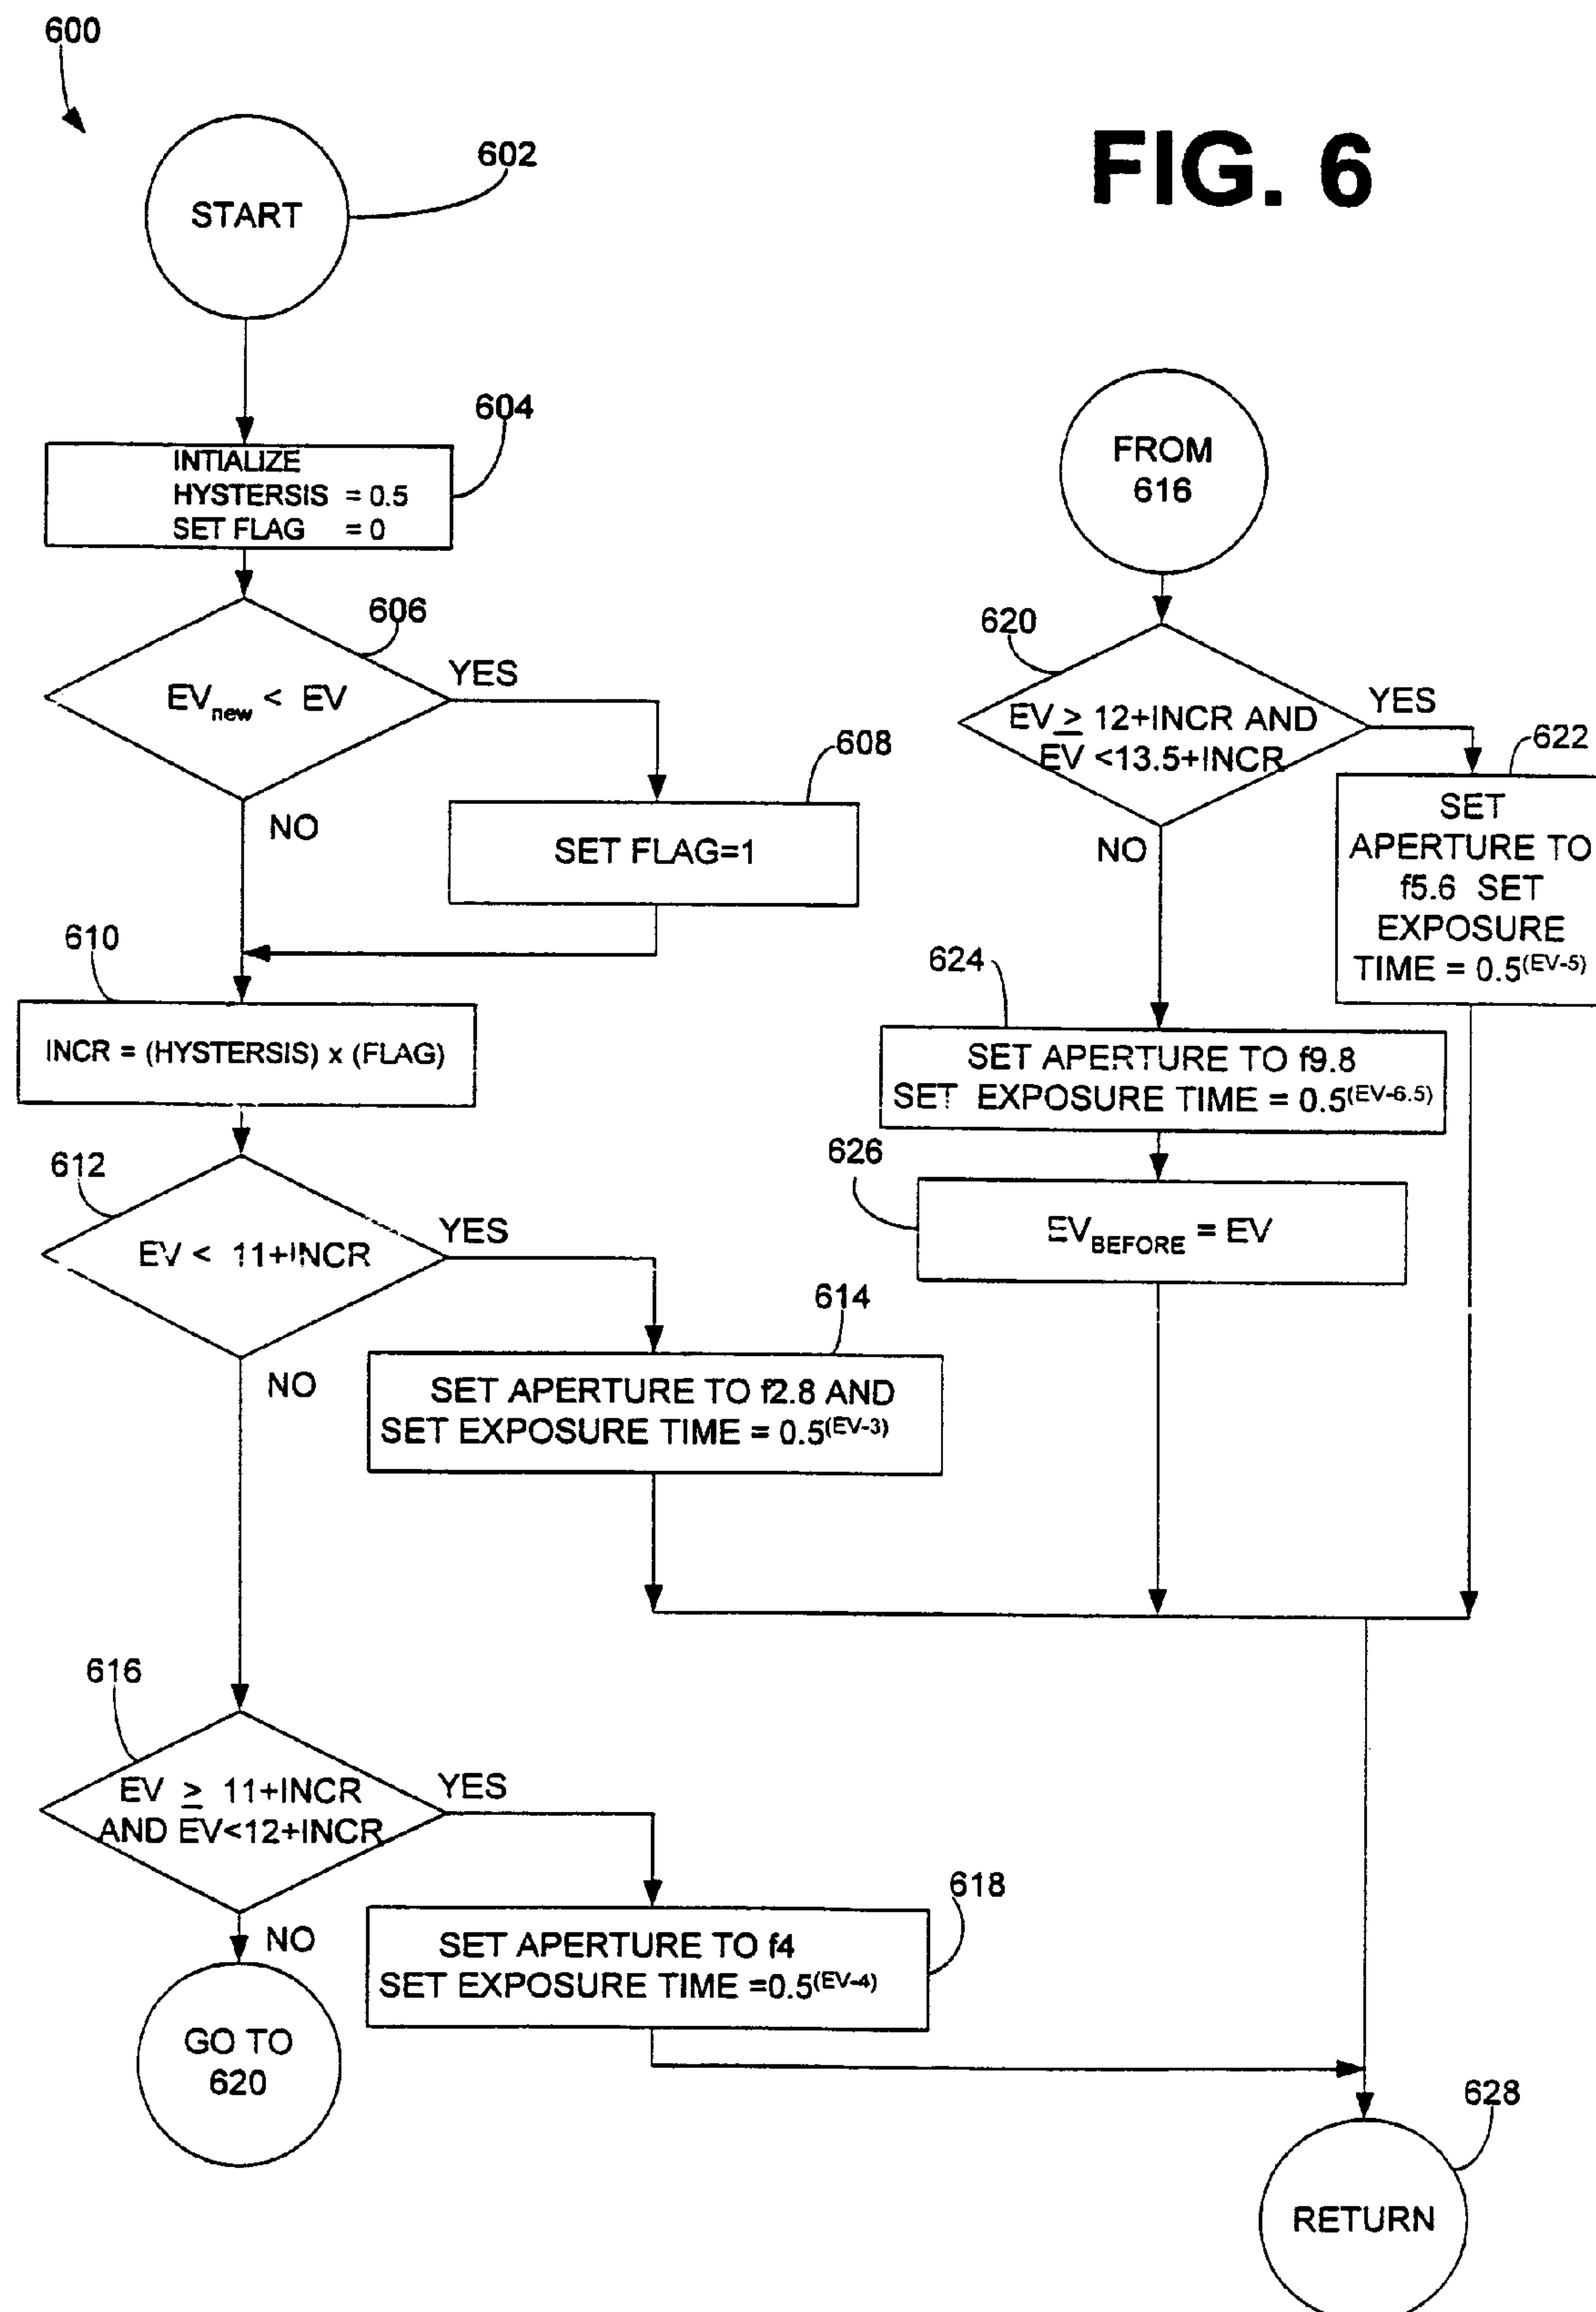 600
FIG. 6
602
START
604
INTIALIZE
HYSTERSIS = 0.5
SET FLAG = 0
606
EVnew < EV
YES
NO
608
SET FLAG=1
610
INCR = (HYSTERSIS) x (FLAG)
612
EV < 11+INCR
YES
NO
614
SET APERTURE TO f2.8 AND
SET EXPOSURE TIME = 0.5(EV-3)
616
EV ≥ 11+INCR
AND EV<12+INCR
YES
NO
618
SET APERTURE TO f4
SET EXPOSURE TIME =0.5(EV-4)
GO TO
620
FROM
616
620
EV ≥ 12+INCR AND
EV <13.5+INCR
YES
NO
622
SET
APERTURE TO
f5.6 SET
EXPOSURE
TIME = 0.5(EV-5)
624
SET APERTURE TO f9.8
SET EXPOSURE TIME = 0.5(EV-6.5)
626
EVBEFORE = EV
628
RETURN